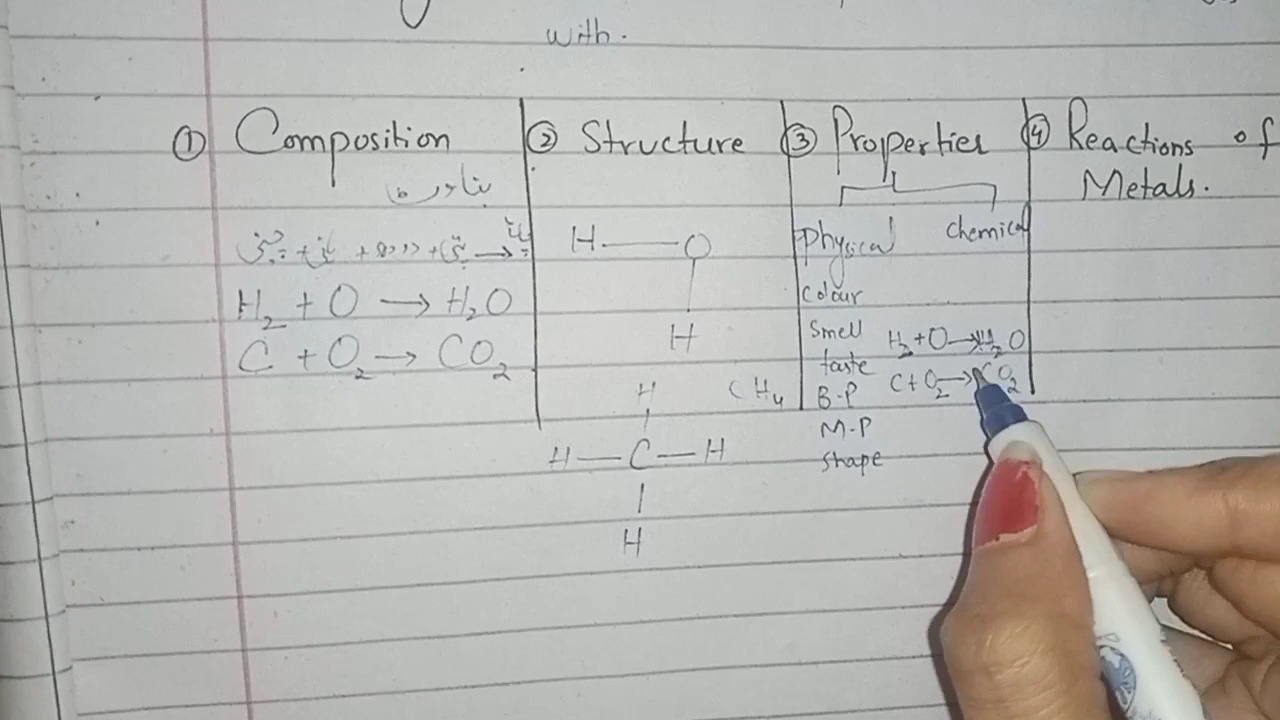 with.
① Composition
بناوٹ
H₂ + O → H₂O
C + O₂ → CO₂
② Structure
H — O
H
CH₄
H
H — C — H
H
③ Properties
Physical
chemical
Colour
Smell
taste
B.P
M.P
Shape
H₂ + O → H₂O
C + O₂ → CO₂
④ Reactions of
Metals.